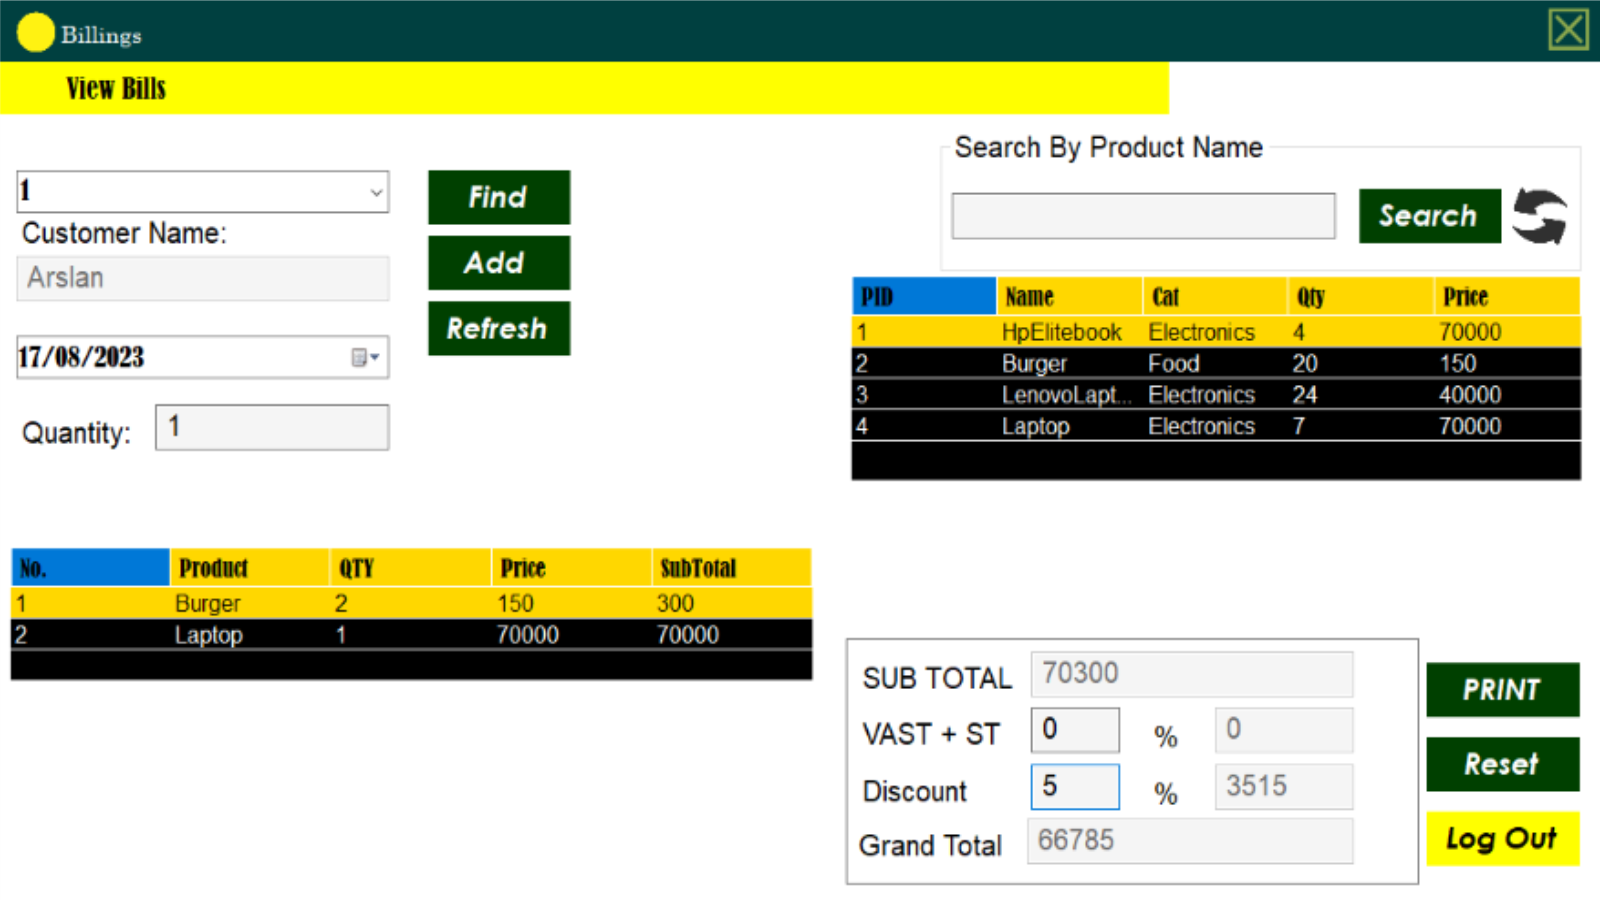 Billings
View Bills
1
Customer Name:
Arslan
17/08/2023
Quantity: 1
Find
Add
Refresh
Search By Product Name
Search
PID Name Cat Qty Price
1 HpElitebook Electronics 4 70000
2 Burger Food 20 150
3 LenovoLapt... Electronics 24 40000
4 Laptop Electronics 7 70000
No. Product QTY Price SubTotal
1 Burger 2 150 300
2 Laptop 1 70000 70000
SUB TOTAL 70300
VAST + ST 0 % 0
Discount 5 % 3515
Grand Total 66785
PRINT
Reset
Log Out